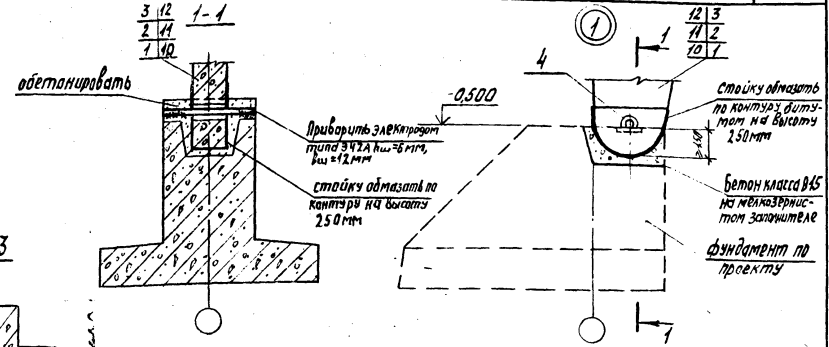 3 12
2 11
1 10
1-1
обетонировать
Приварить электродом
типа Э42А hш=6мм,
вш=12мм
стойку обмазать по
контуру на высоту
250мм
3
1
1
12 3
11 2
10 1
4
-0,500
стойку обмазать
по контуру биту-
мом на высоту
250мм
Бетон класса В15
на мелкозернис-
том заполнителе
фундамент по
проекту
1